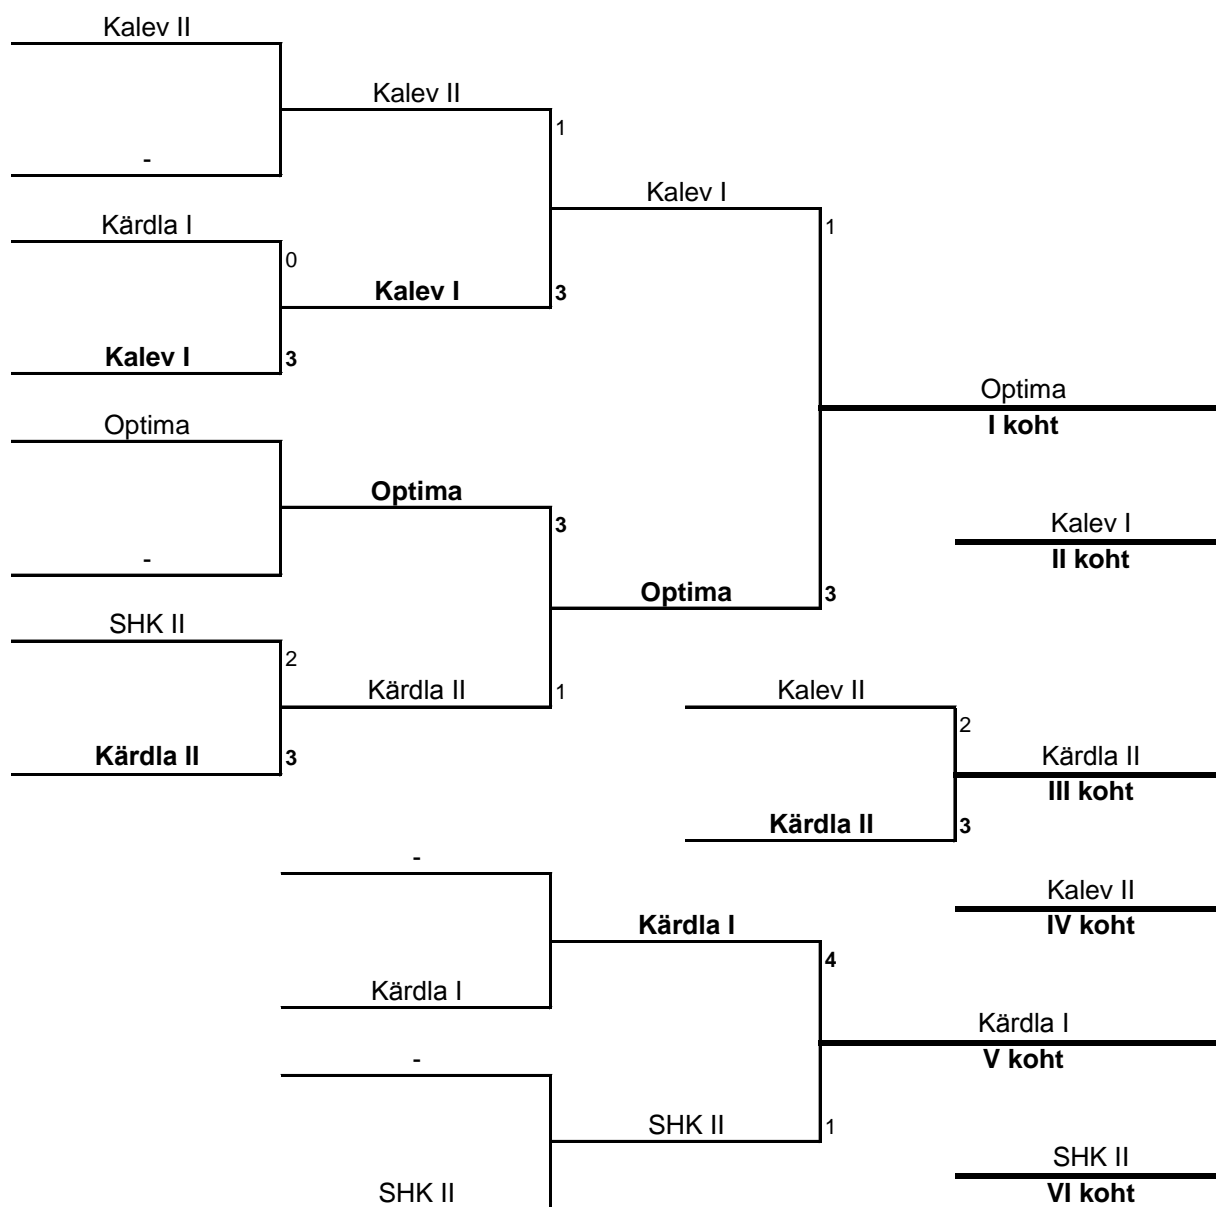 Kalev II
Kalev II
1
-
Kalev I
Kärdla I
1
0
Kalev I
3
Kalev I
3
Optima
I koht
Optima
Optima
3
Kalev I
II koht
-
Optima
3
SHK II
2
Kärdla II
1
Kalev II
2
Kärdla II
3
Kärdla II
III koht
Kärdla II
3
-
Kalev II
IV koht
Kärdla I
4
Kärdla I
Kärdla I
V koht
-
SHK II
1
SHK II
VI koht
SHK II